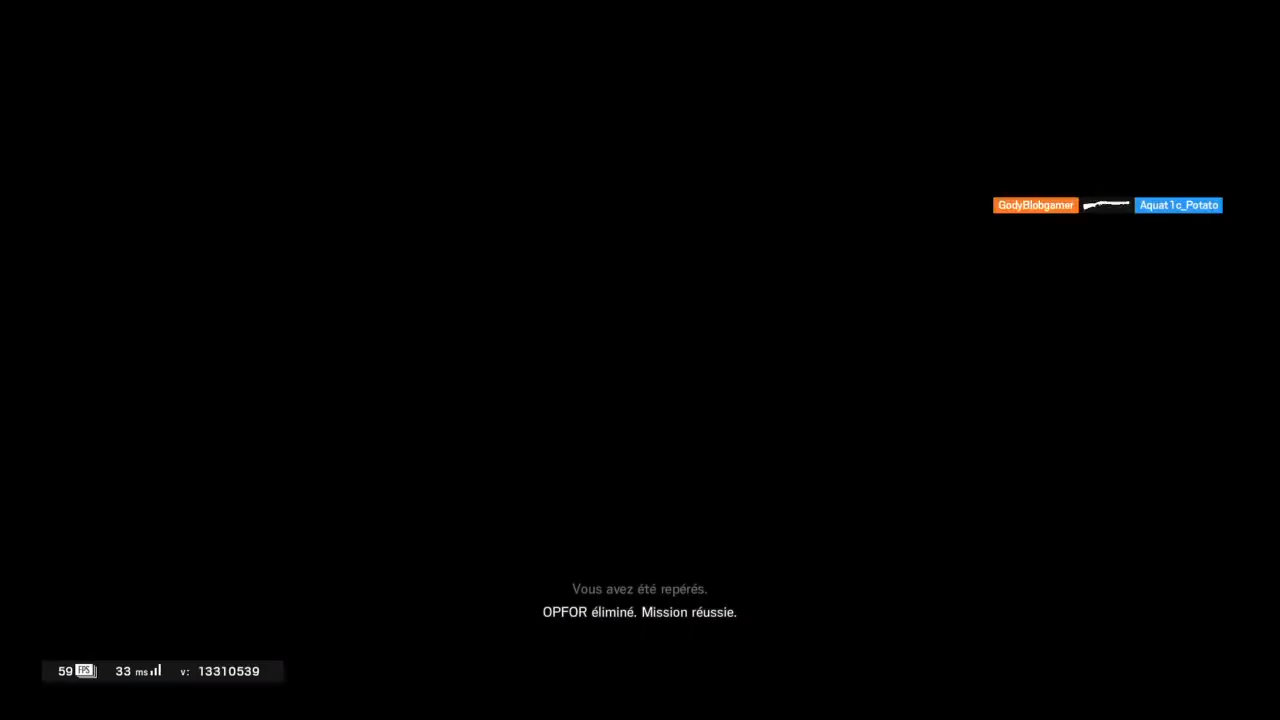 GodyBlobgamer Aquat1c_Potato
Vous avez été repérés.
OPFOR éliminé. Mission réussie.
59 FPS 33 ms v: 13310539